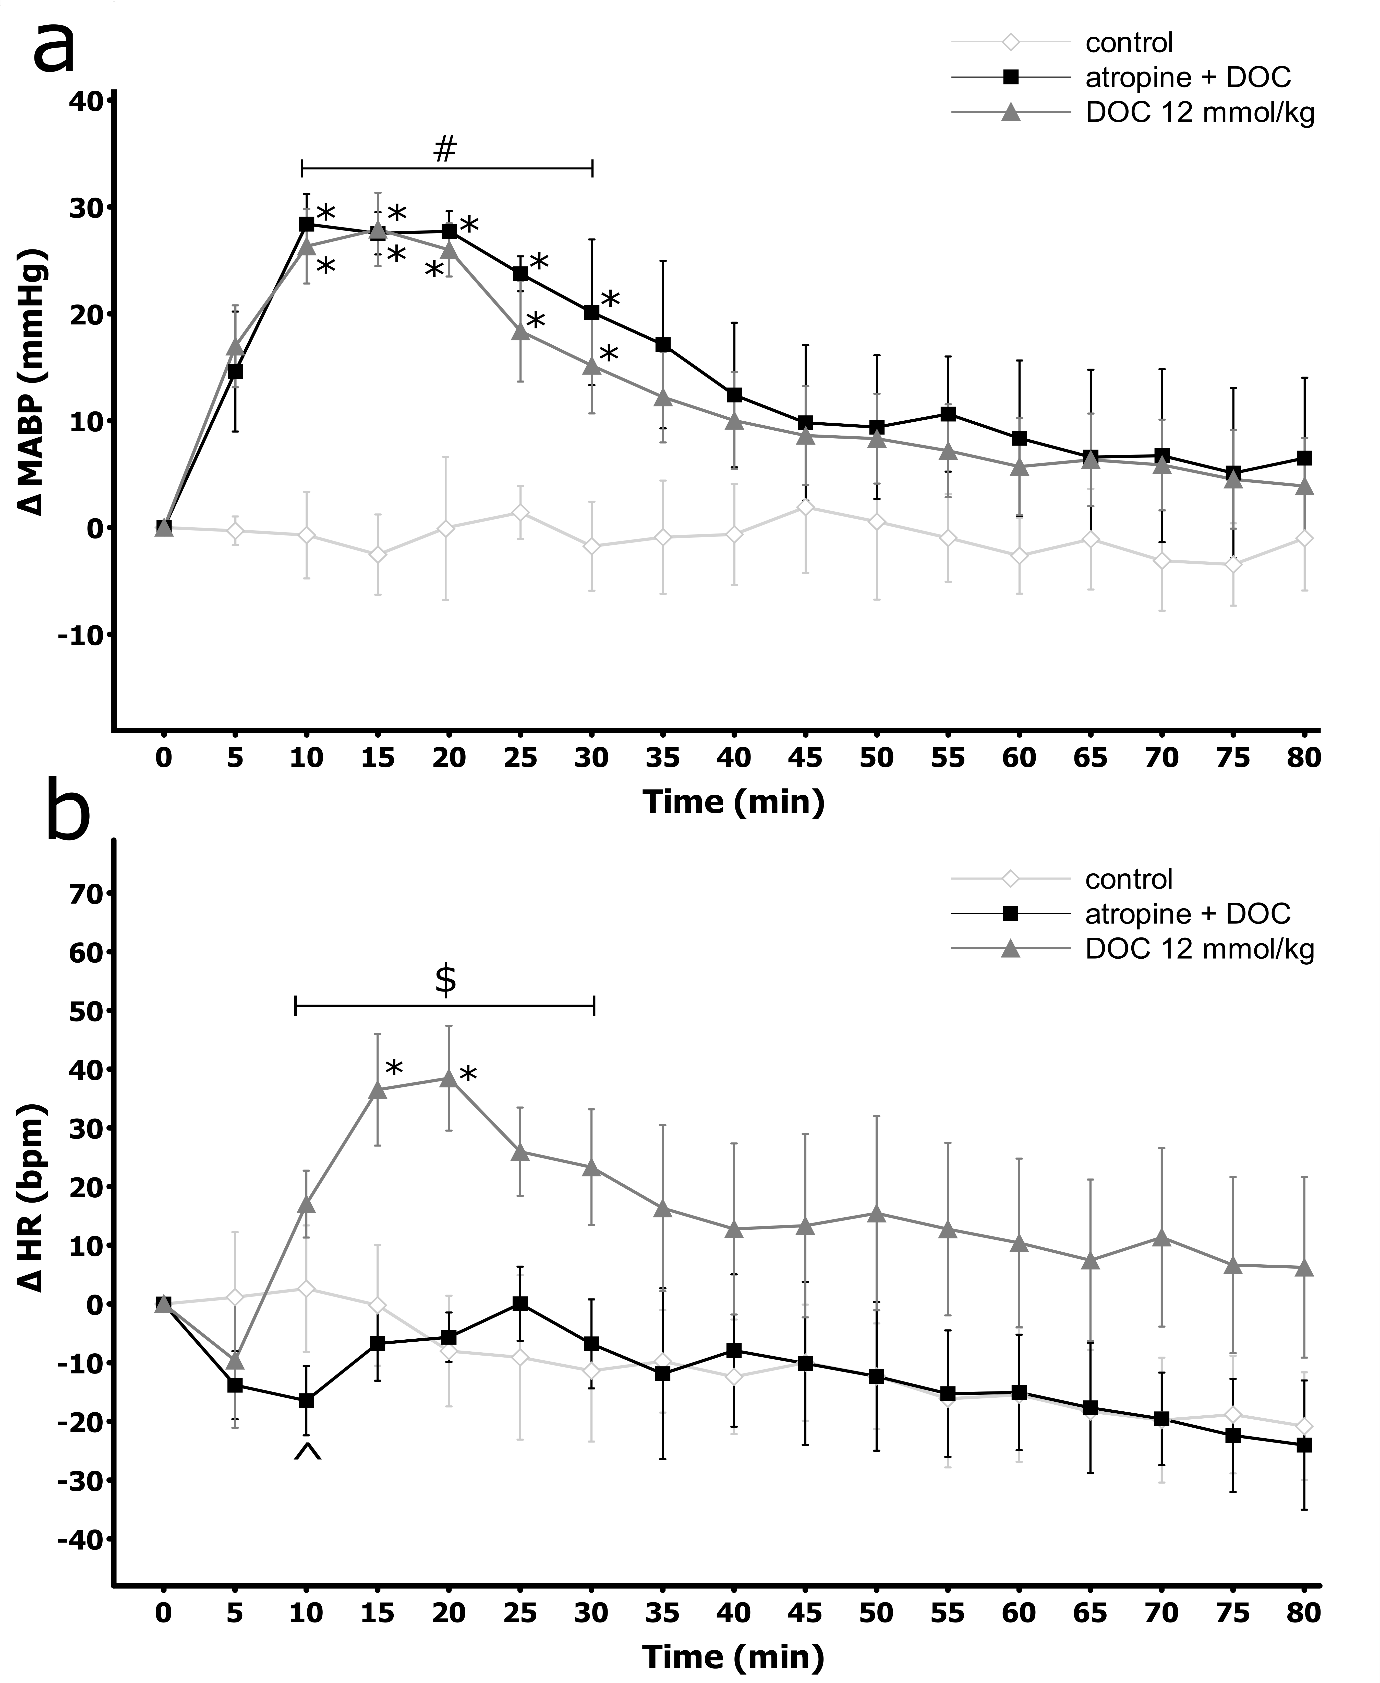 a
control
atropine + DOC
DOC 12 mmol/kg
40
#
30
* * *
* * *
*
* *
*
20
10
0
-10
Δ MABP (mmHg)
0 5 10 15 20 25 30 35 40 45 50 55 60 65 70 75 80
Time (min)
b
control
atropine + DOC
DOC 12 mmol/kg
70
60
$
50
40
* *
30
20
10
0
-10
-20
^
-30
-40
Δ HR (bpm)
0 5 10 15 20 25 30 35 40 45 50 55 60 65 70 75 80
Time (min)